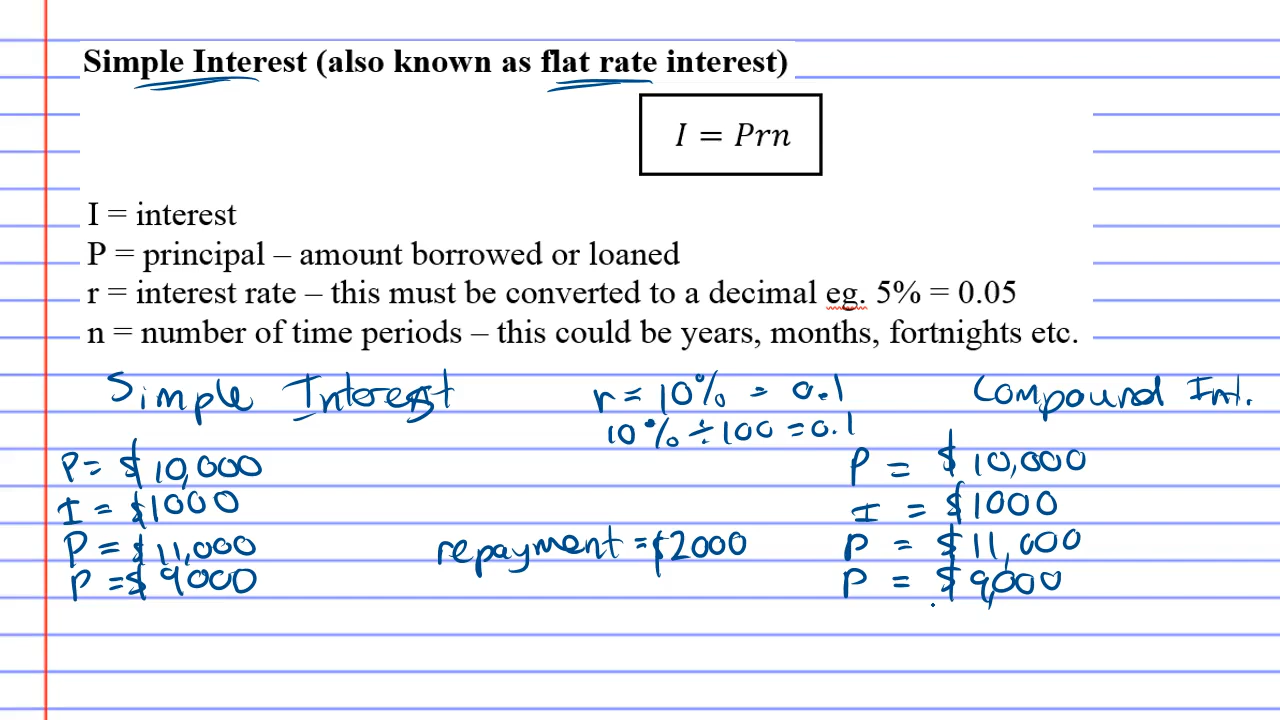 Simple Interest (also known as flat rate interest)
I = Prn
I = interest
P = principal – amount borrowed or loaned
r = interest rate – this must be converted to a decimal eg. 5% = 0.05
n = number of time periods – this could be years, months, fortnights etc.
Simple Interest r = 10% = 0.1 Compound Int.
10% ÷ 100 = 0.1
P = $10,000 P = $10,000
I = $1000 I = $1000
P = $11,000 repayment = $2000 P = $11,000
P = $9000 P = $9,000